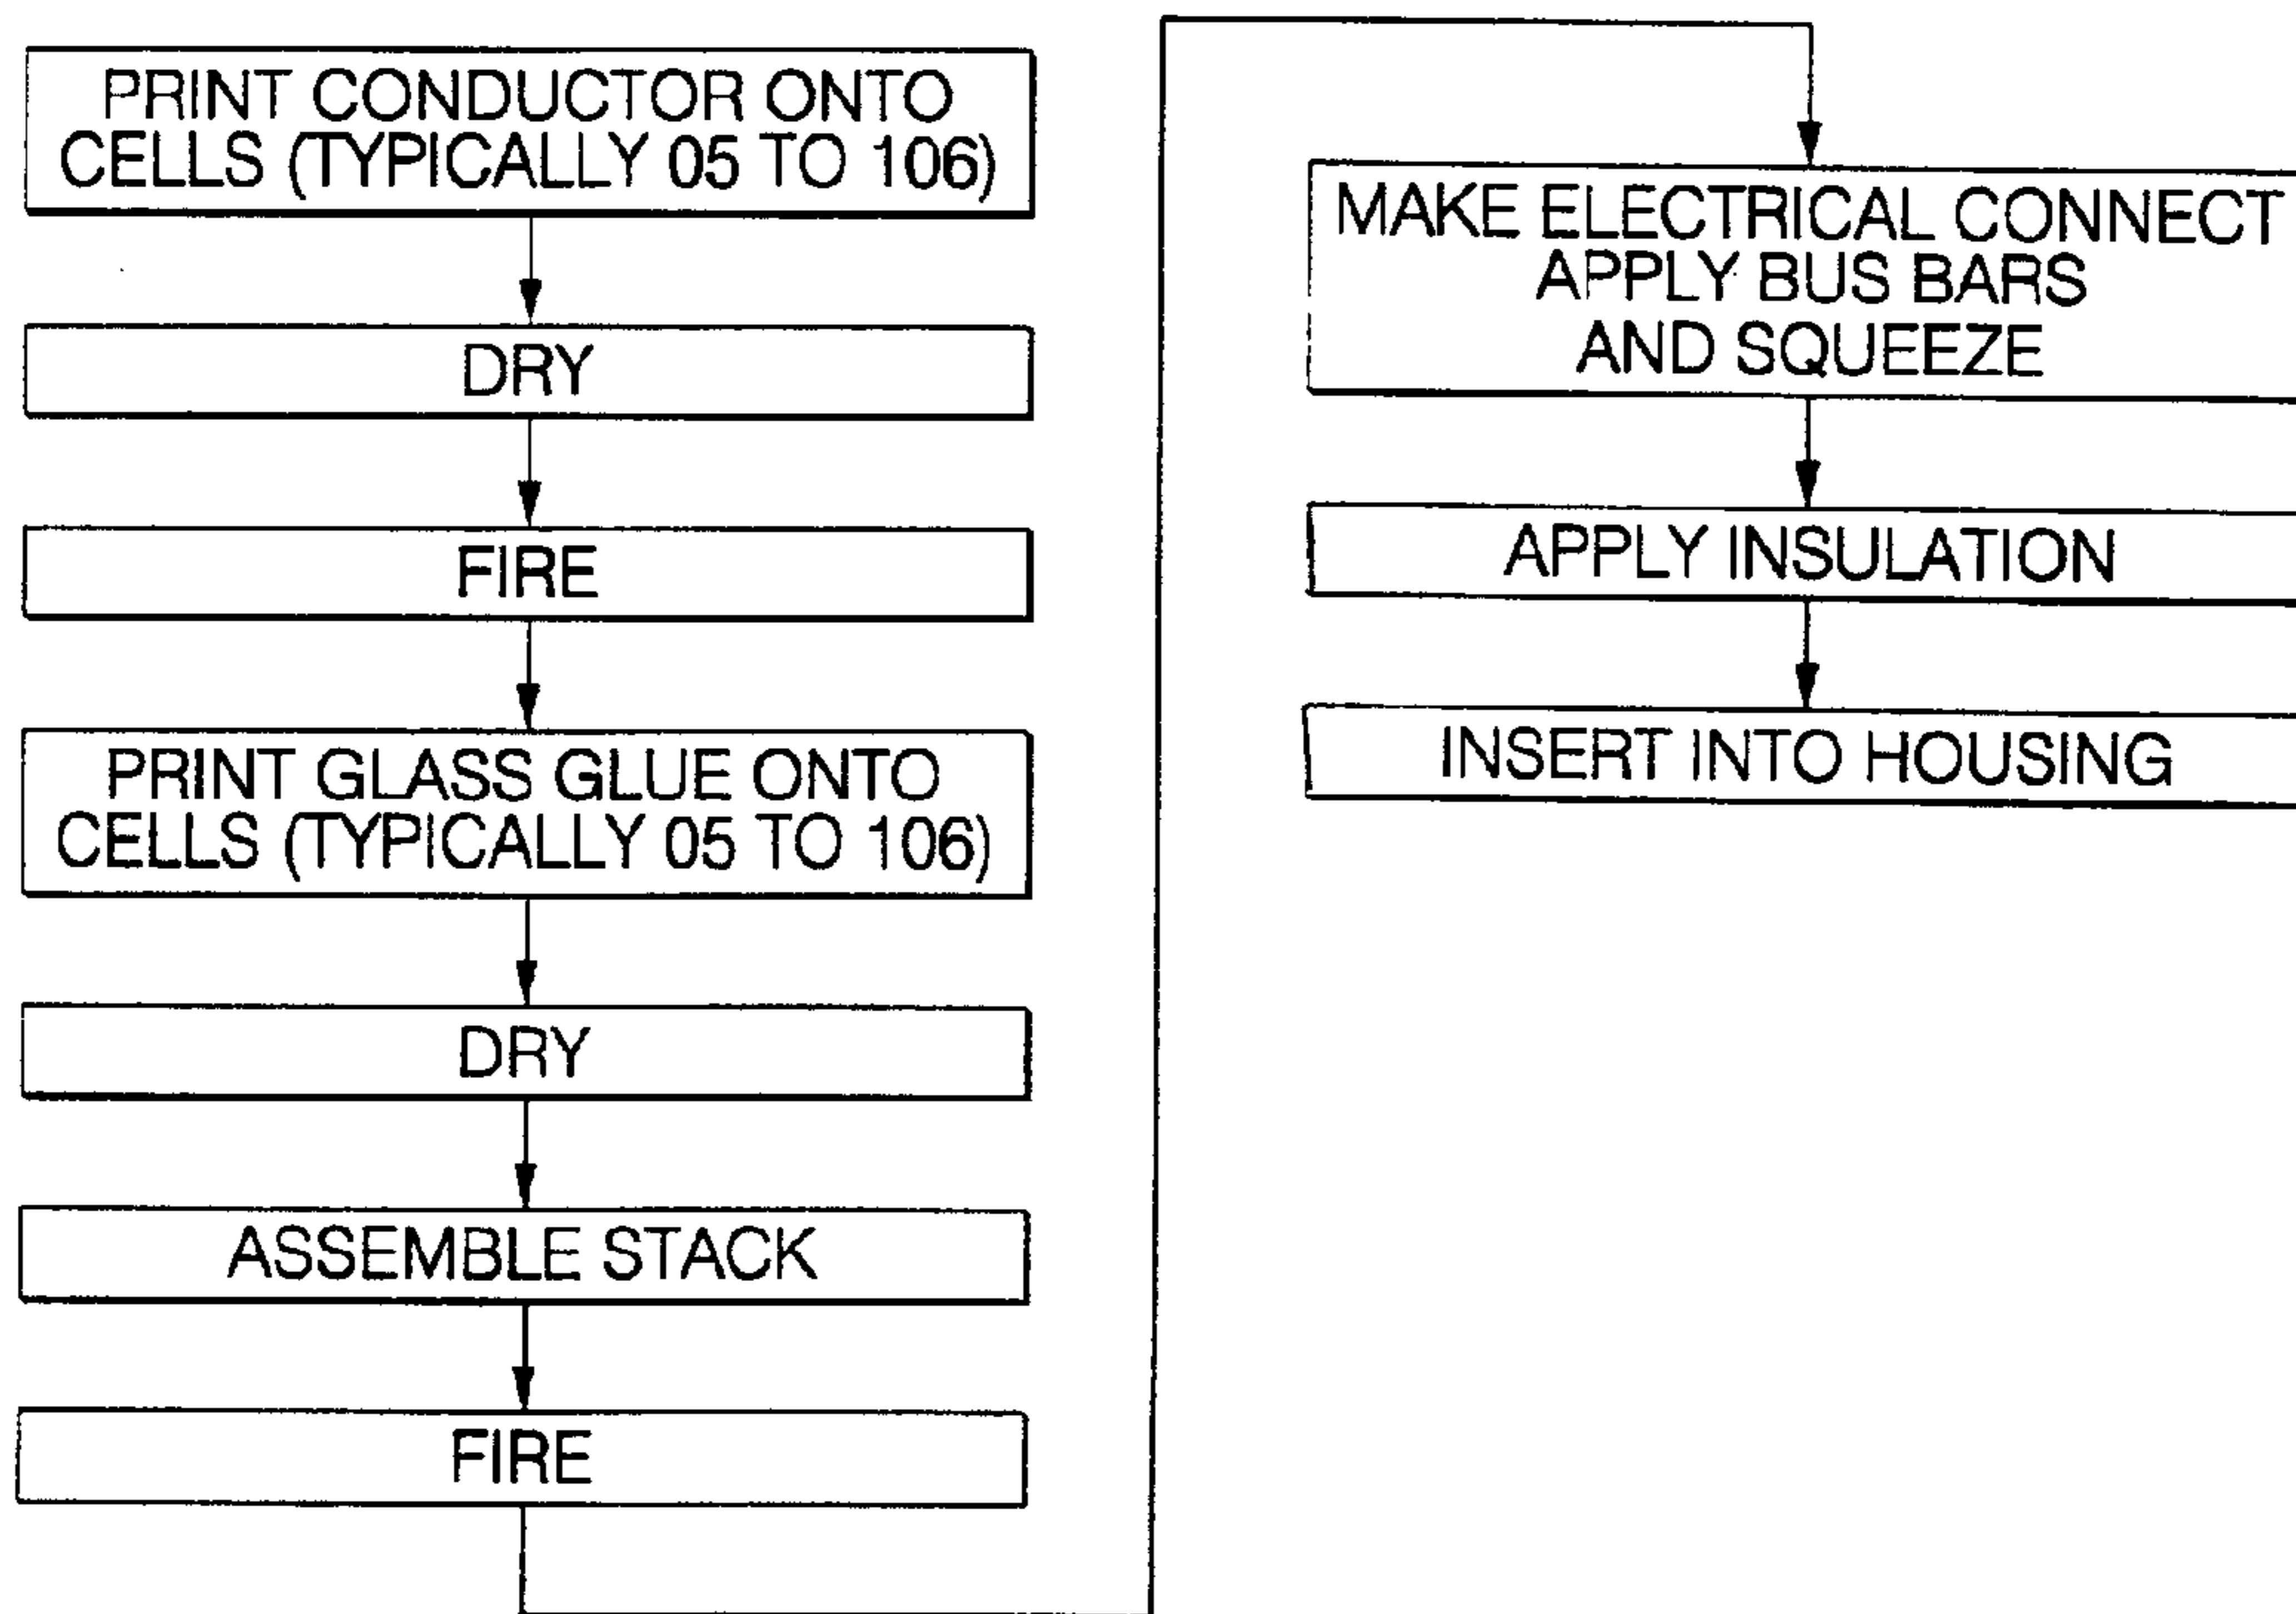 PRINT CONDUCTOR ONTO
CELLS (TYPICALLY 05 TO 106)
DRY
FIRE
PRINT GLASS GLUE ONTO
CELLS (TYPICALLY 05 TO 106)
DRY
ASSEMBLE STACK
FIRE
MAKE ELECTRICAL CONNECT
APPLY BUS BARS
AND SQUEEZE
APPLY INSULATION
INSERT INTO HOUSING